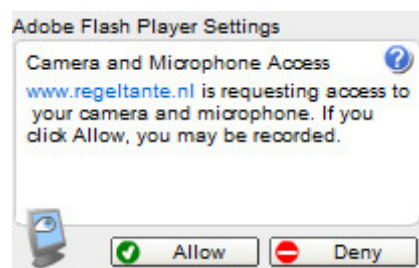 Adobe Flash Player Settings
Camera and Microphone Access
www.regeltante.nl is requesting access to
your camera and microphone. If you
click Allow, you may be recorded.
Allow
Deny